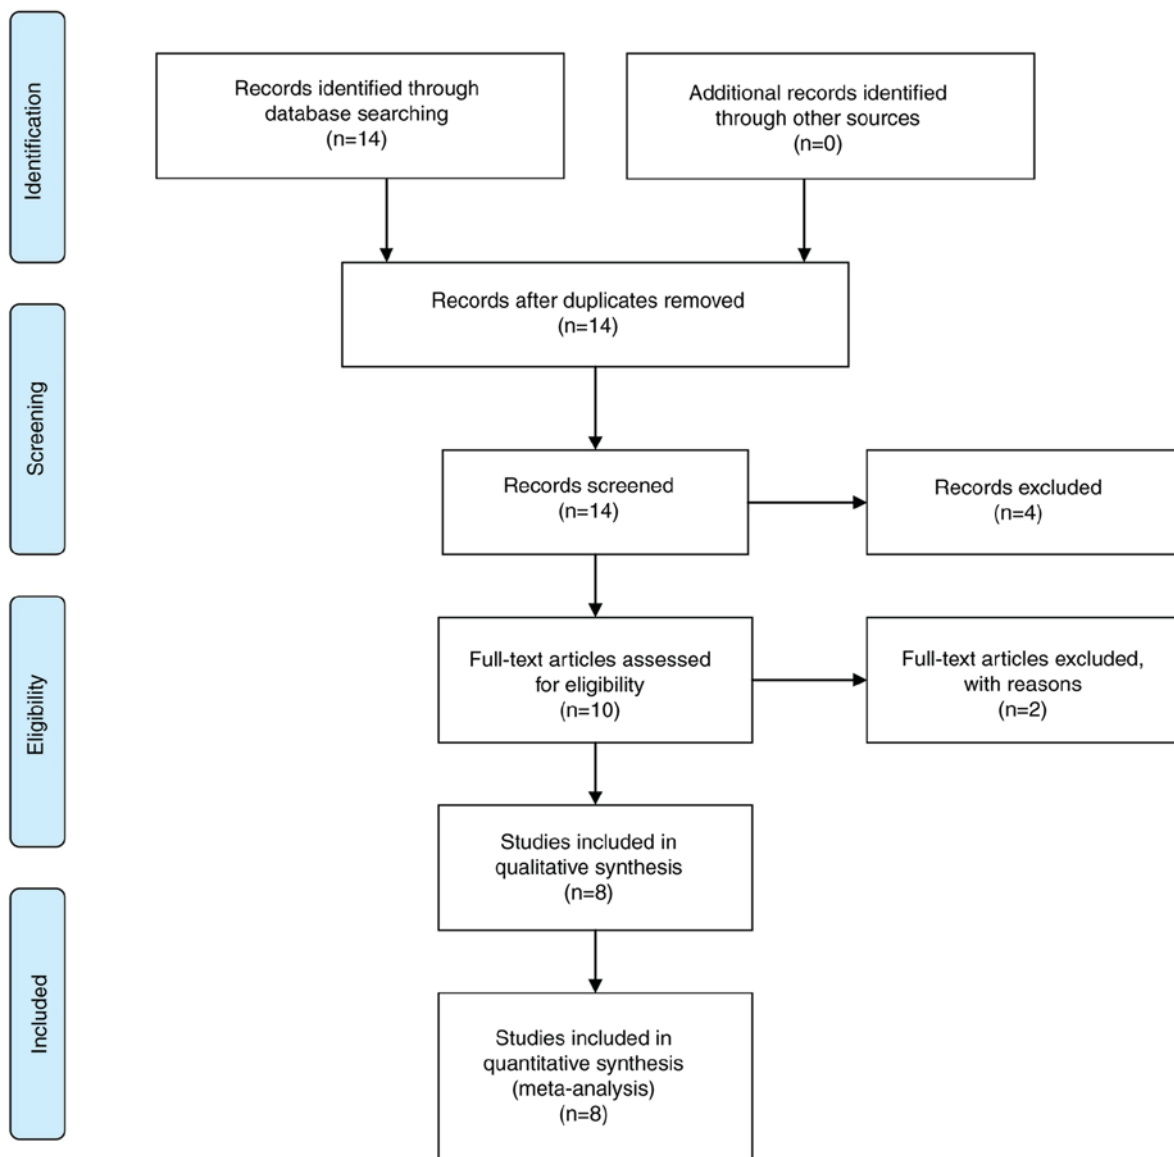 Identification
Records identified through
database searching
(n=14)
Additional records identified
through other sources
(n=0)
Records after duplicates removed
(n=14)
Screening
Records screened
(n=14)
Records excluded
(n=4)
Eligibility
Full-text articles assessed
for eligibility
(n=10)
Full-text articles excluded,
with reasons
(n=2)
Studies included in
qualitative synthesis
(n=8)
Included
Studies included in
quantitative synthesis
(meta-analysis)
(n=8)